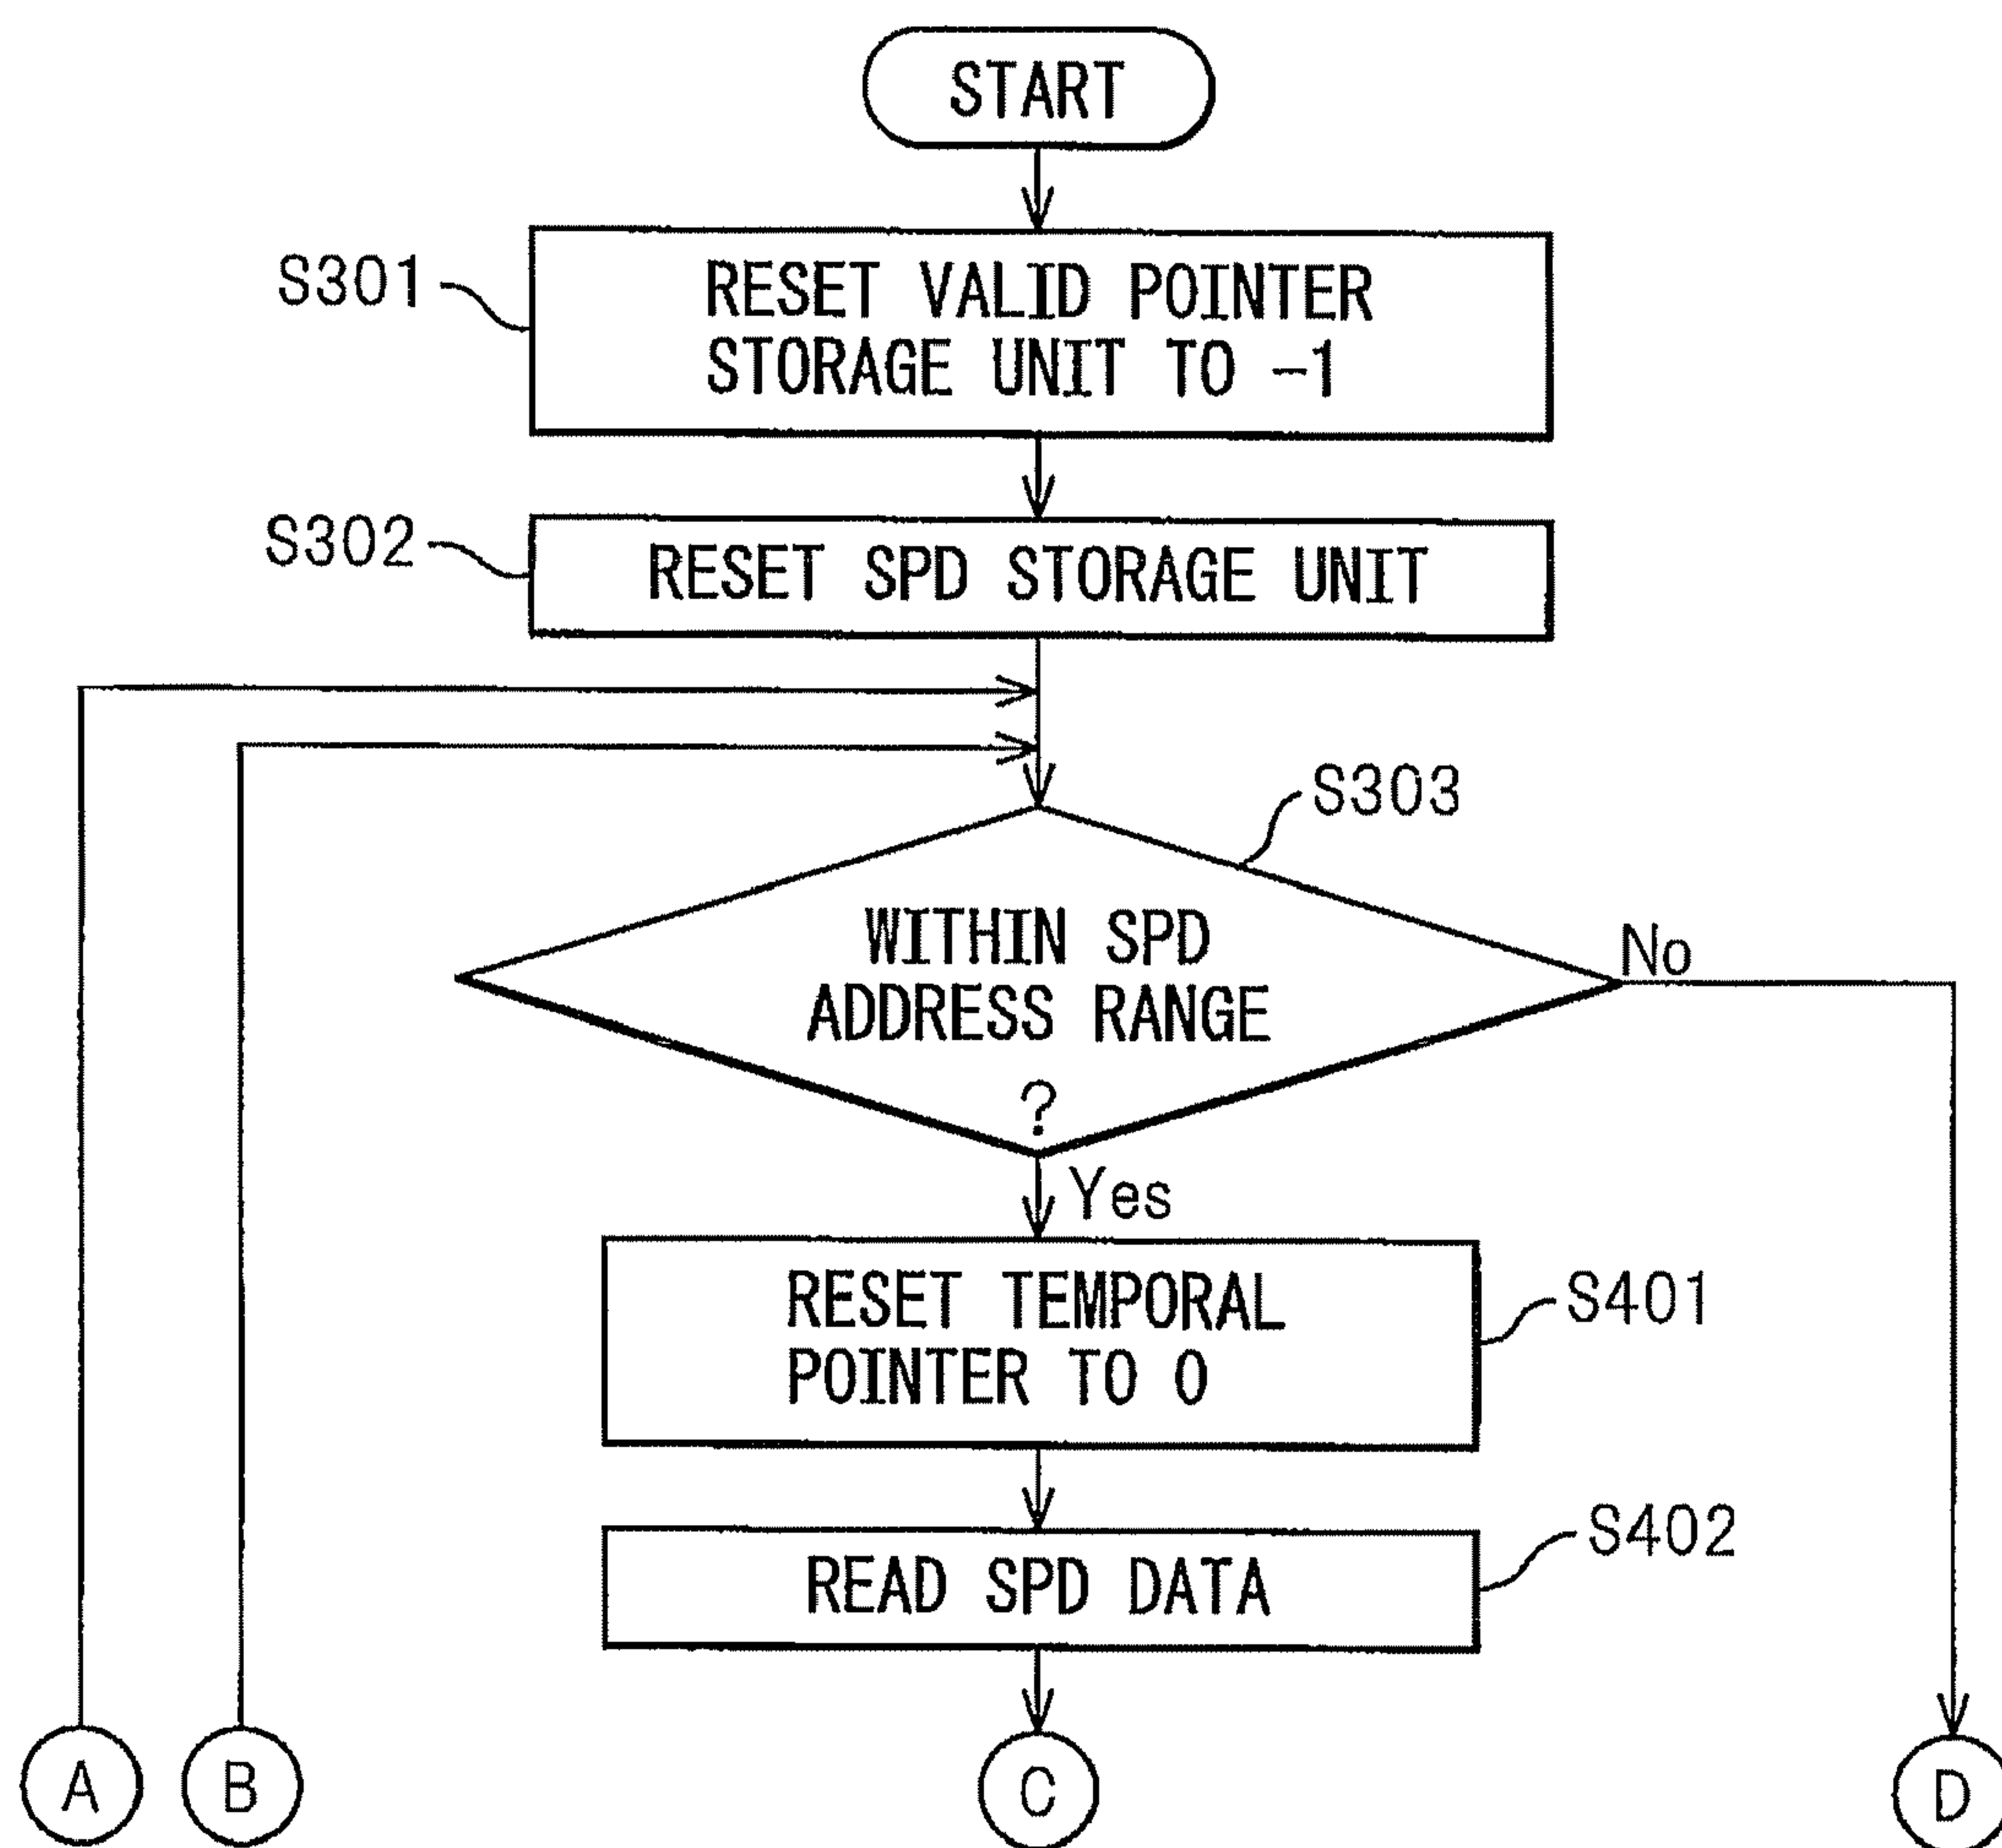 START
S301
RESET VALID POINTER
STORAGE UNIT TO -1
S302
RESET SPD STORAGE UNIT
S303
WITHIN SPD
ADDRESS RANGE
?
No
Yes
RESET TEMPORAL
POINTER TO 0
S401
READ SPD DATA
S402
A
B
C
D